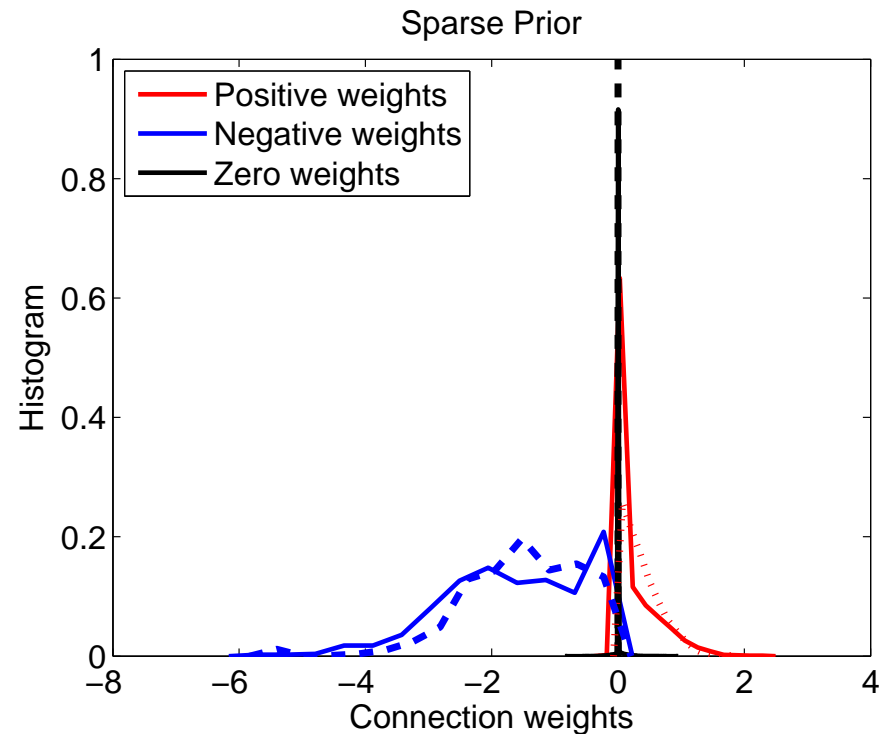 Sparse Prior
Histogram
1
0.8
0.6
0.4
0.2
0
Positive weights
Negative weights
Zero weights
−8 −6 −4 −2 0 2 4
Connection weights